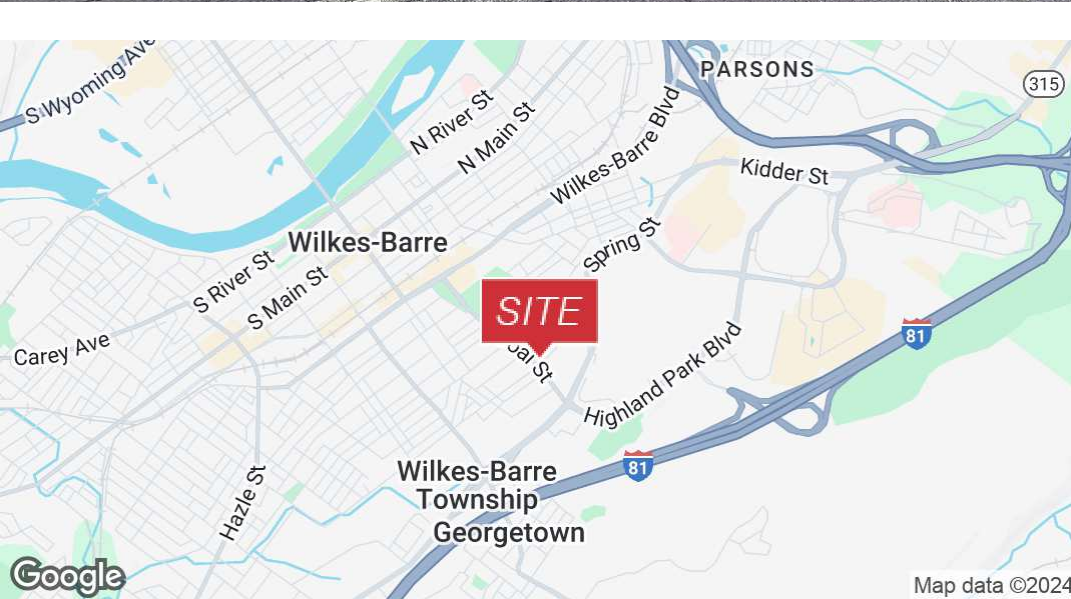 PARSONS
315
S Wyoming Ave
N River St
N Main St
Wilkes-Barre Blvd
Kidder St
Spring St
Wilkes-Barre
S River St
S Main St
SITE
Carey Ave
81
Highland Park Blvd
81
Wilkes-Barre
Township
Georgetown
Hazle St
Google
Map data ©2024